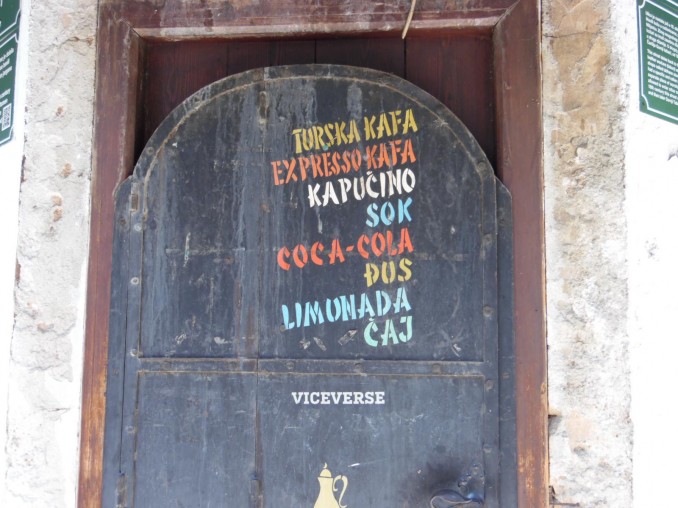 TURSKA KAFA
EXPRESSO KAFA
KAPUČINO
SOK
COCA-COLA
ĐUS
LIMUNADA
ČAJ
VICEVERSE